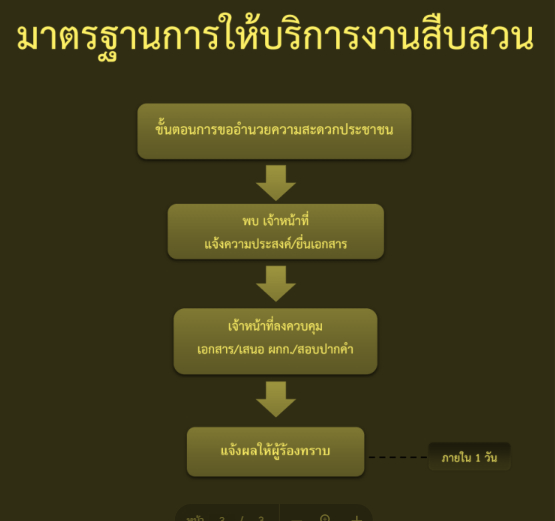 มาตรฐานการให้บริการงานสืบสวน
ขั้นตอนการขออำนวยความสะดวกประชาชน
พบ เจ้าหน้าที่
แจ้งความประสงค์/ยื่นเอกสาร
เจ้าหน้าที่ลงควบคุม
เอกสาร/เสนอ ผกก./สอบปากคำ
แจ้งผลให้ผู้ร้องทราบ
ภายใน 1 วัน